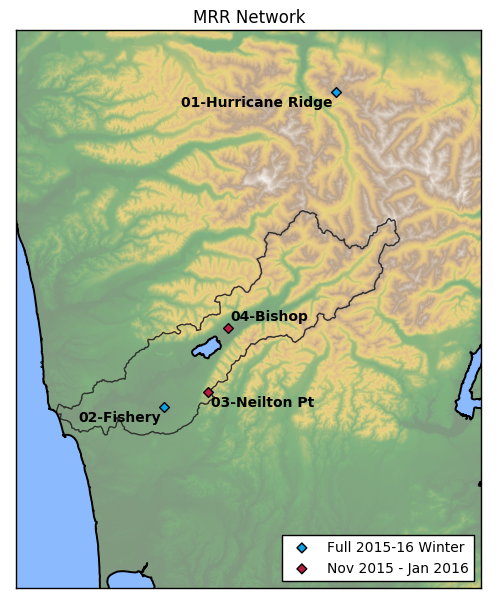 MRR Network
01-Hurricane Ridge
04-Bishop
03-Neilton Pt
02-Fishery
Full 2015-16 Winter
Nov 2015 - Jan 2016